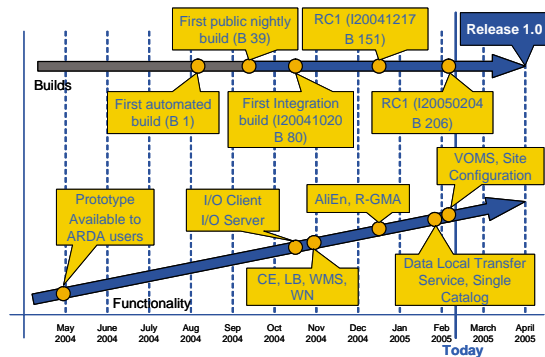 First public nightly
build (B 39)
RC1 (I20041217
B 151)
Release 1.0
Builds
First automated
build (B 1)
First Integration
build (I20041020
B 80)
RC1 (I20050204
B 206)
VOMS, Site
Configuration
Prototype
Available to
ARDA users
I/O Client
I/O Server
AliEn, R-GMA
CE, LB, WMS,
WN
Data Local Transfer
Service, Single
Catalog
Functionality
May
2004
June
2004
July
2004
Aug
2004
Sep
2004
Oct
2004
Nov
2004
Dec
2004
Jan
2005
Feb
2005
March
2005
April
2005
Today